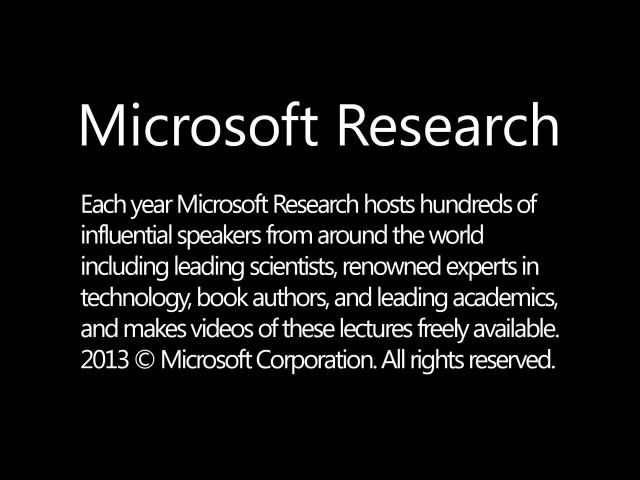 Microsoft Research
Each year Microsoft Research hosts hundreds of
influential speakers from around the world
including leading scientists, renowned experts in
technology, book authors, and leading academics,
and makes videos of these lectures freely available.
2013 © Microsoft Corporation. All rights reserved.